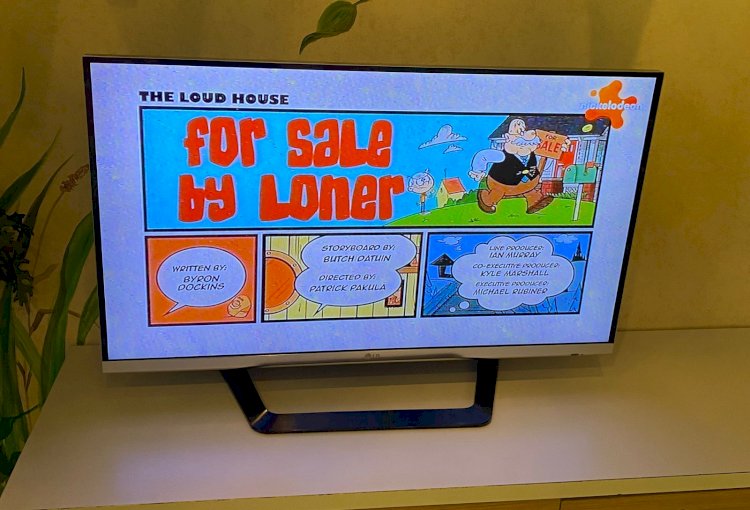 THE LOUD HOUSE
nickelodeon
for sale
by Loner
FOR
SALE
WRITTEN BY:
BYRON
DOCKINS
STORYBOARD BY:
BUTCH DATUIN
DIRECTED BY:
PATRICK PAKULA
LINE PRODUCER:
IAN MURRAY
CO-EXECUTIVE PRODUCER:
KYLE MARSHALL
EXECUTIVE PRODUCER:
MICHAEL RUBINER
LG